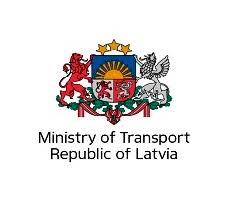 Ministry of Transport
Republic of Latvia